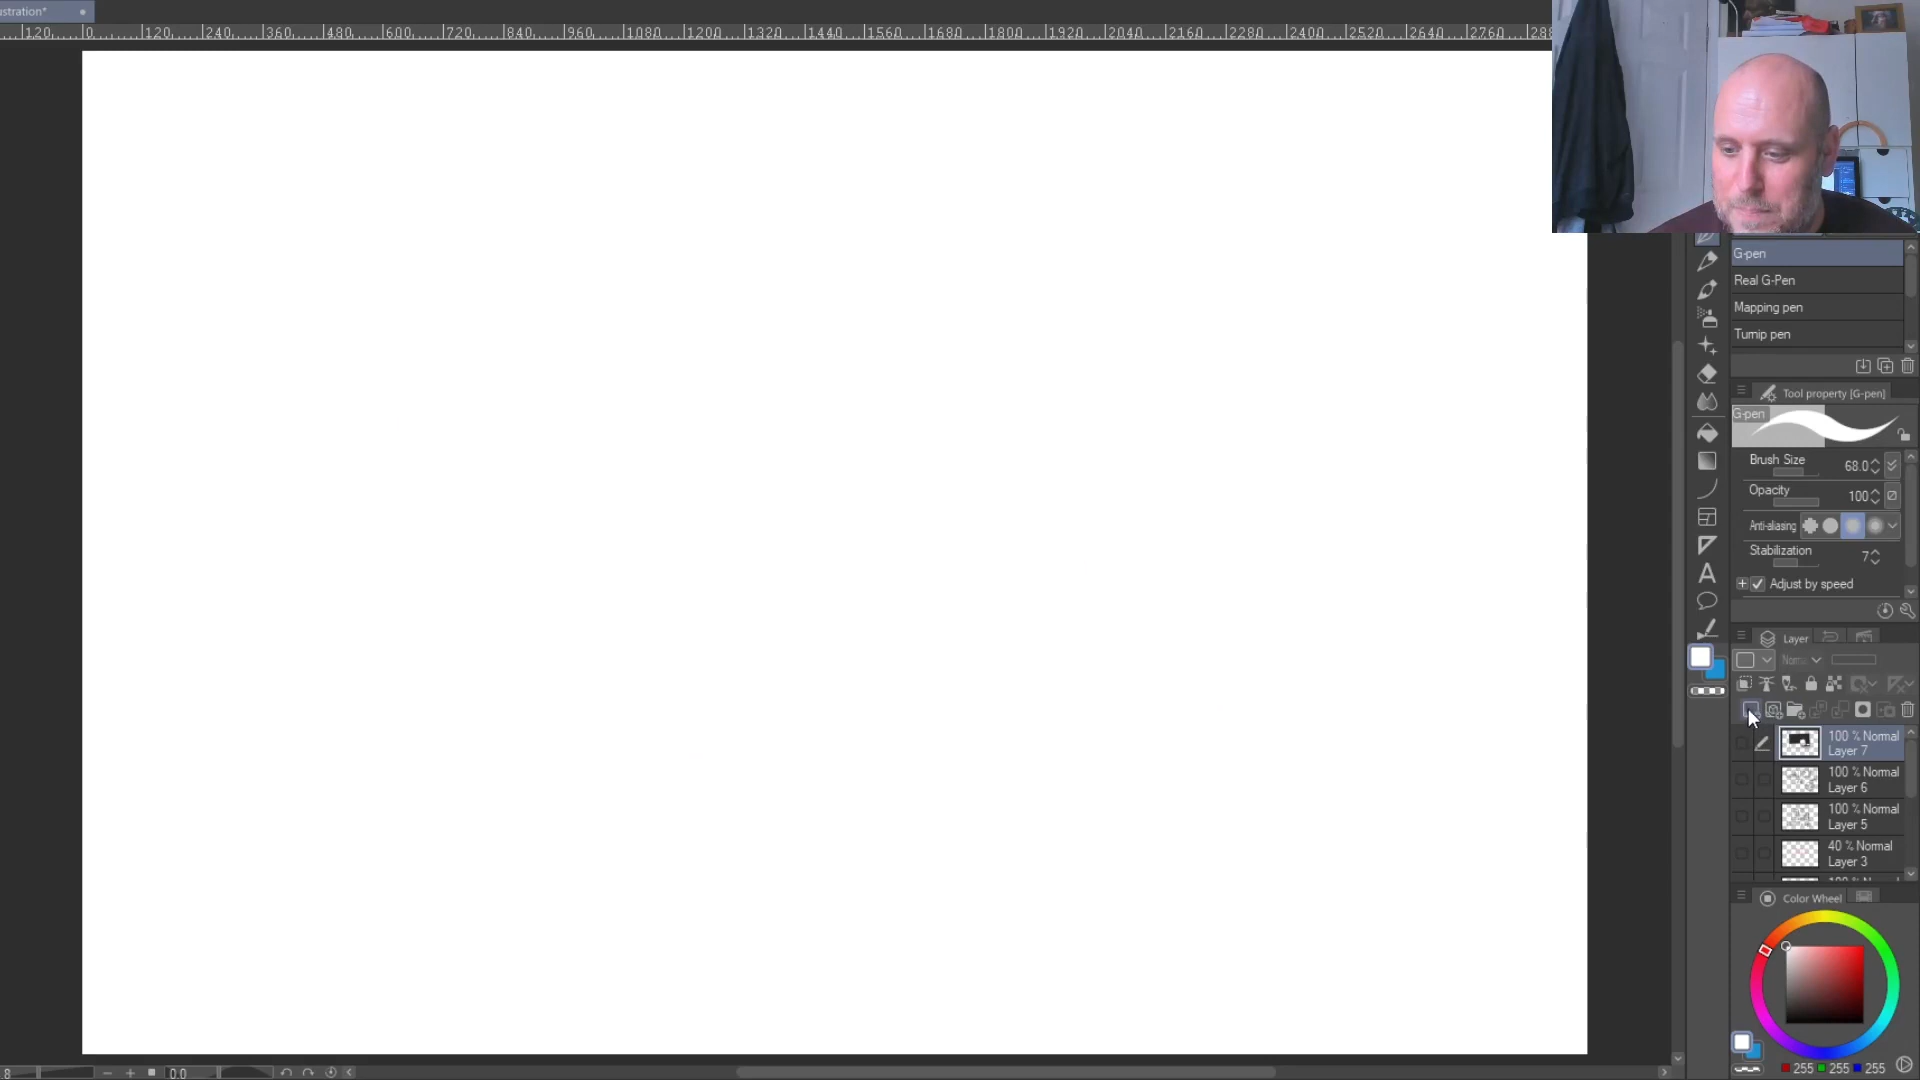 ustration*
120 0 120 240 360 480 600 720 840 960 1080 1200 1320 1440 1560 1680 1800 1920 2040 2160 2280 2400 2520 2640 2760 288
G-pen
Real G-Pen
Mapping pen
Turnip pen
Tool property [G-pen]
G-pen
Brush Size 68.0
Opacity 100
Anti-aliasing
Stabilization 7
Adjust by speed
Layer
100 % Normal
Layer 7
100 % Normal
Layer 6
100 % Normal
Layer 5
40 % Normal
Layer 3
Color Wheel
8 0.0
255 255 255